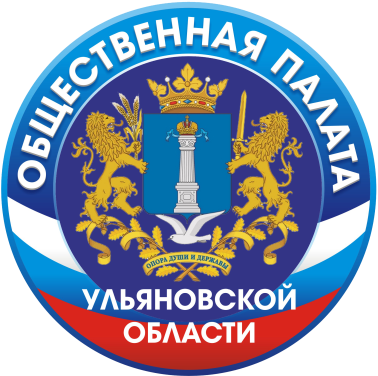 ОБЩЕСТВЕННАЯ ПАЛАТА
ОПОРА ДУШИ И ДЕРЖАВЫ
УЛЬЯНОВСКОЙ
ОБЛАСТИ